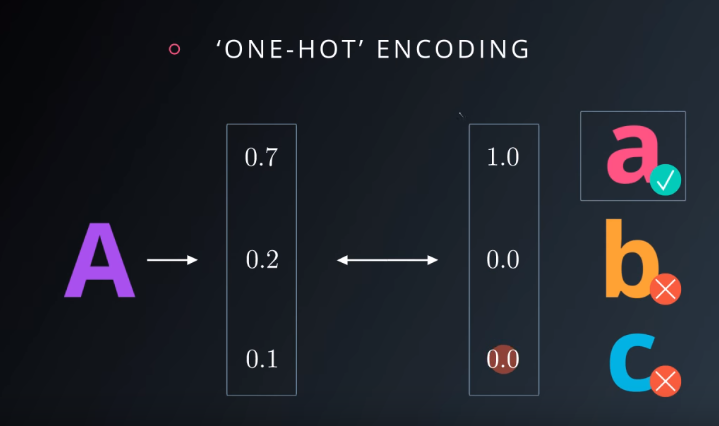 ‘ONE-HOT’ ENCODING
A
0.7 1.0 a
0.2 0.0 b
0.1 0.0 c